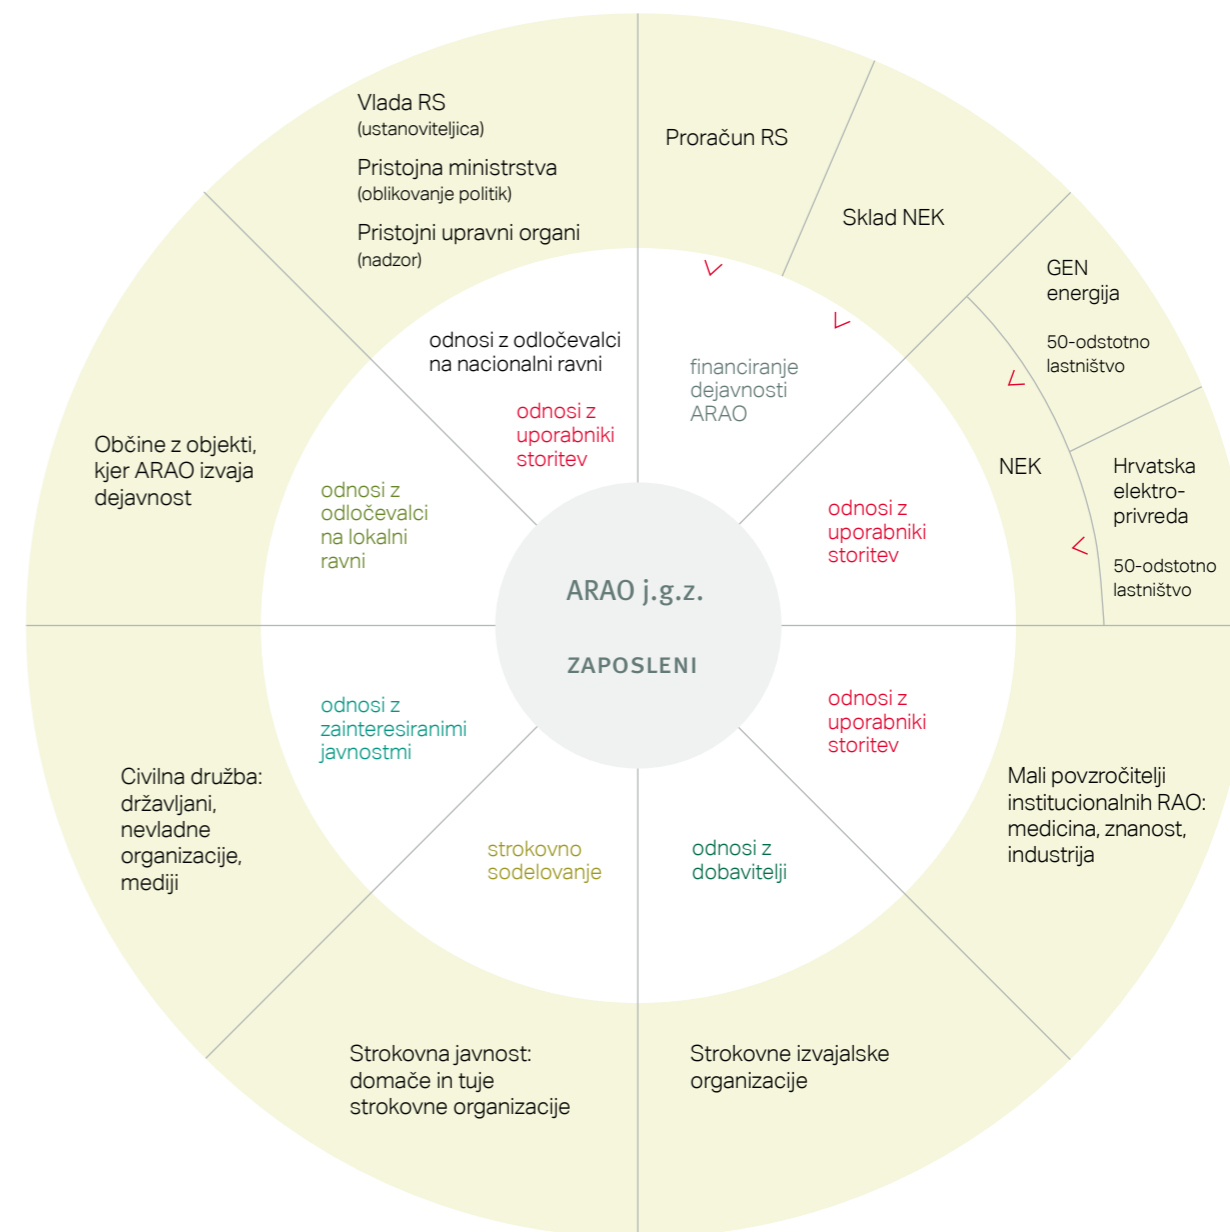 Vlada RS
(ustanoviteljica)
Pristojna ministrstva
(oblikovanje politik)
Pristojni upravni organi
(nadzor)
Proračun RS
Sklad NEK
GEN
energija
50-odstotno
lastništvo
NEK
Hrvatska
elektro-
privreda
50-odstotno
lastništvo
odnosi z odločevalci
na nacionalni ravni
odnosi z
uporabniki
storitev
financiranje
dejavnosti
ARAO
Občine z objekti,
kjer ARAO izvaja
dejavnost
odnosi z
odločevalci
na lokalni
ravni
odnosi z
uporabniki
storitev
ARAO j.g.z.
ZAPOSLENI
odnosi z
zainteresiranimi
javnostmi
odnosi z
uporabniki
storitev
Civilna družba:
državljani,
nevladne
organizacije,
mediji
Mali povzročitelji
institucionalnih RAO:
medicina, znanost,
industrija
strokovno
sodelovanje
odnosi z
dobavitelji
Strokovna javnost:
domače in tuje
strokovne organizacije
Strokovne izvajalske
organizacije